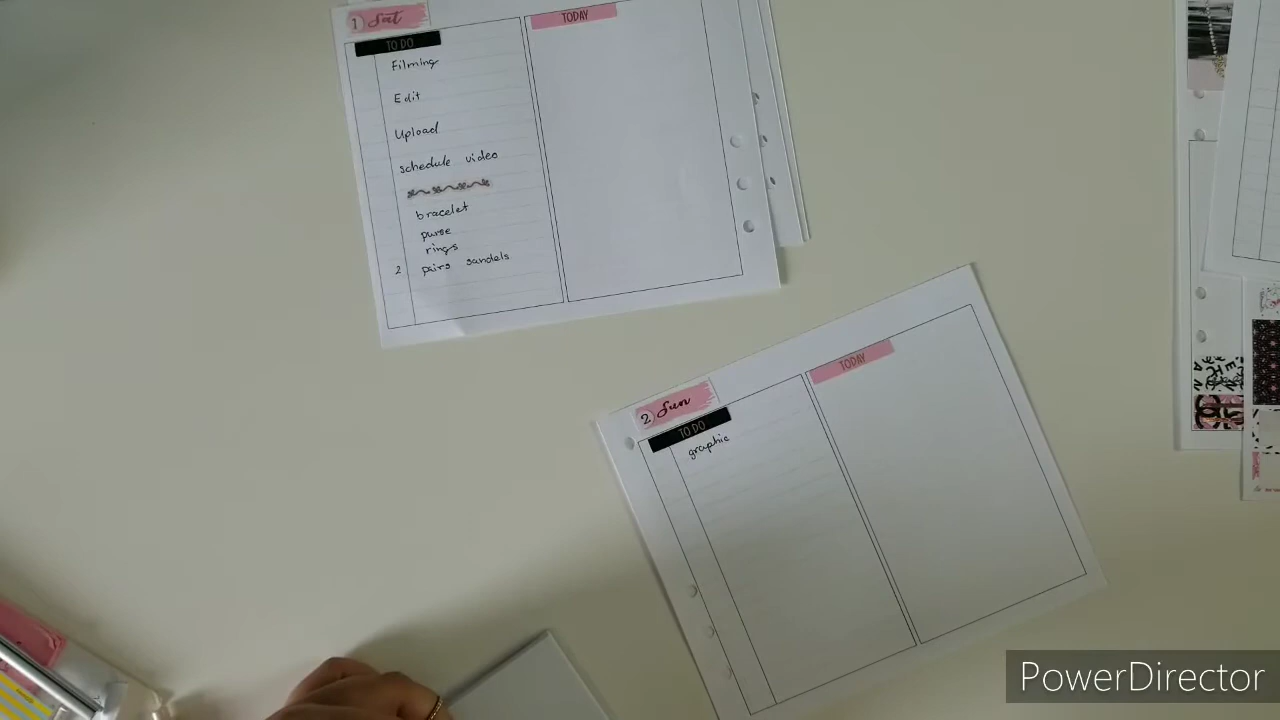 1 Sat
TO DO
Filming
Edit
Upload
schedule video
bracelet
purse
rings
2 pairs sandals
TODAY
2 Sun
TO DO
graphic
TODAY
PowerDirector